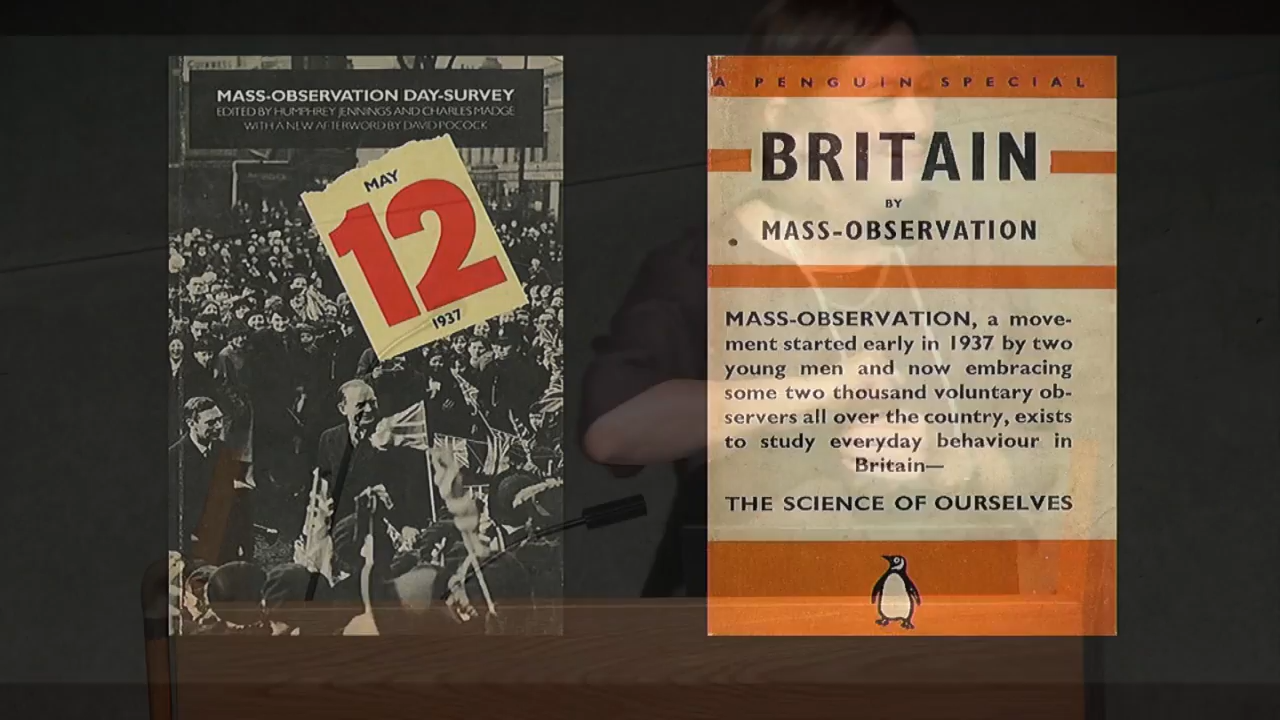 MASS-OBSERVATION DAY-SURVEY
EDITED BY HUMPHREY JENNINGS AND CHARLES MADGE
WITH A NEW AFTERWORD BY DAVID POCOCK
MAY
12
1937
A PENGUIN SPECIAL
BRITAIN
BY
MASS-OBSERVATION
MASS-OBSERVATION, a move-
ment started early in 1937 by two
young men and now embracing
some two thousand voluntary ob-
servers all over the country, exists
to study everyday behaviour in
Britain—
THE SCIENCE OF OURSELVES